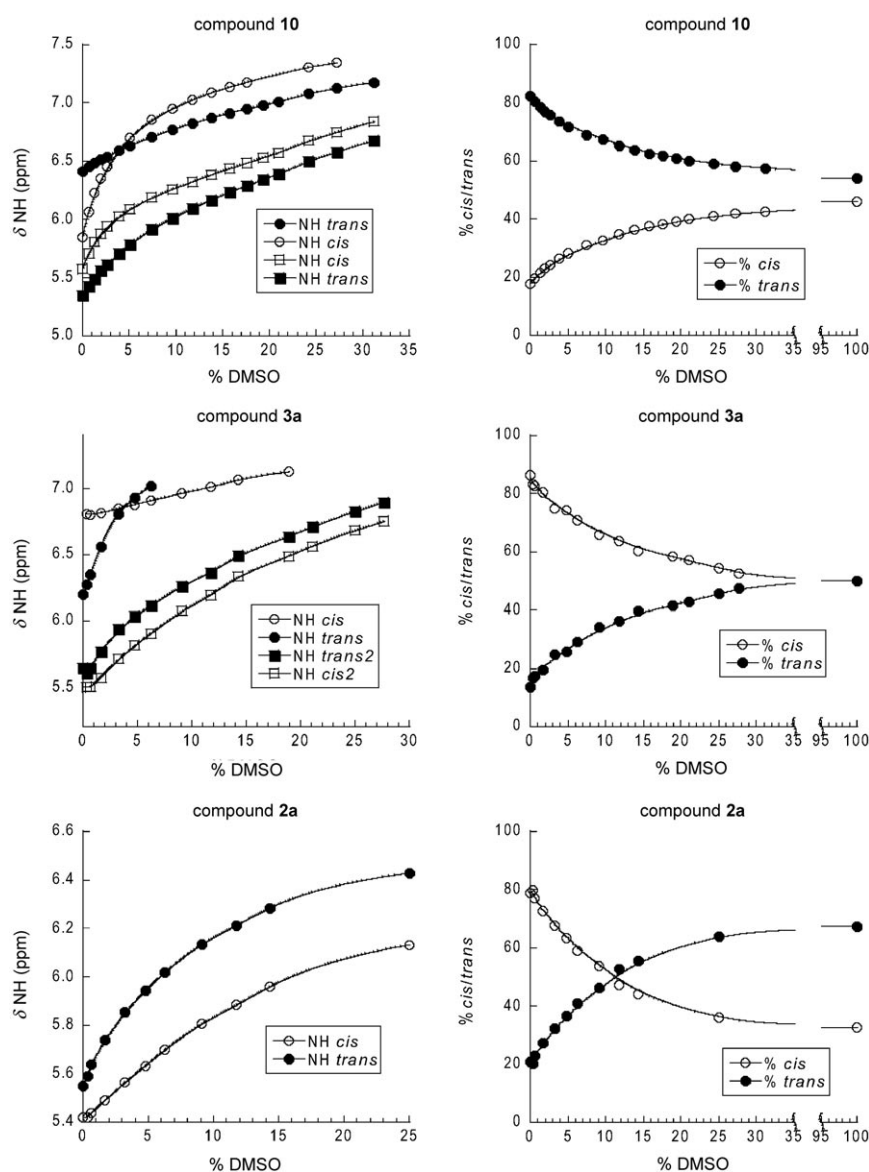 compound 10
7.5
7.0
6.5
6.0
5.5
5.0
δ NH (ppm)
NH trans
NH cis
NH cis
NH trans
0 5 10 15 20 25 30 35
% DMSO
compound 10
100
80
60
40
20
0
% cis/trans
% cis
% trans
0 5 10 15 20 25 30 35 95 100
% DMSO
compound 3a
7.0
6.5
6.0
5.5
δ NH (ppm)
NH cis
NH trans
NH trans2
NH cis2
0 5 10 15 20 25 30
% DMSO
compound 3a
100
80
60
40
20
0
% cis/trans
% cis
% trans
0 5 10 15 20 25 30 35 95 100
% DMSO
compound 2a
6.6
6.4
6.2
6.0
5.8
5.6
5.4
δ NH (ppm)
NH cis
NH trans
0 5 10 15 20 25
% DMSO
compound 2a
100
80
60
40
20
0
% cis/trans
% cis
% trans
0 5 10 15 20 25 30 35 95 100
% DMSO